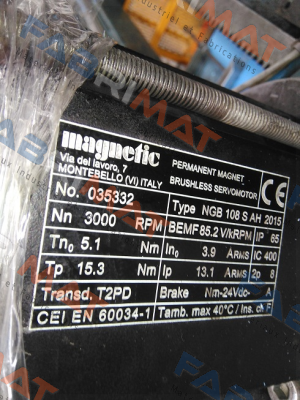 magnetic
Via del lavoro, 7
MONTEBELLO (VI) ITALY
PERMANENT MAGNET
BRUSHLESS SERVOMOTOR
CE
No. 035332 Type NGB 108 S AH 2015
Nn 3000 RPM BEMF 85.2 V/kRPM IP 65
Tn0 5.1 Nm In 3.9 Arms IC 400
Tp 15.3 Nm Ip 13.1 Arms 2p 8
Transd. T2PD Brake Nm-24Vdc- A
CEI EN 60034-1 Tamb. max 40°C / Ins. cl. F
FABRIMAT